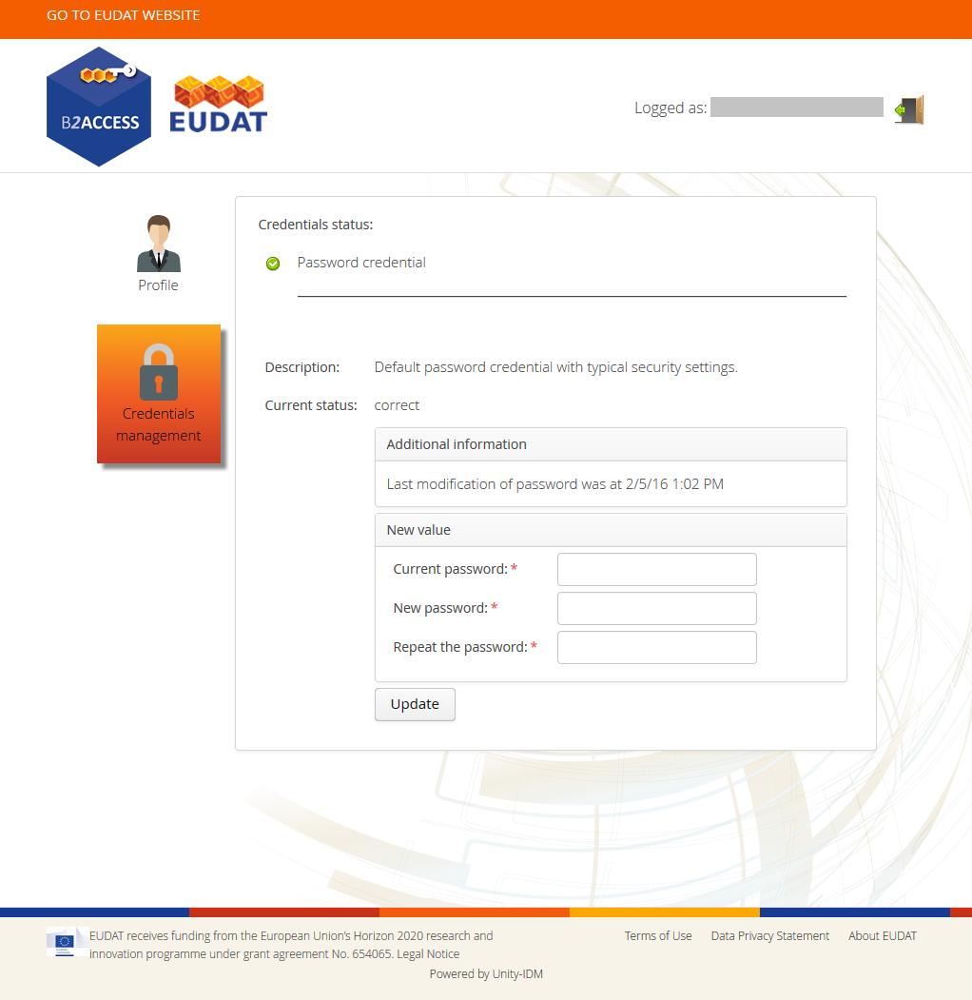 GO TO EUDAT WEBSITE
B2ACCESS
EUDAT
Logged as:
Profile
Credentials
management
Credentials status:
Password credential
Description: Default password credential with typical security settings.
Current status: correct
Additional information
Last modification of password was at 2/5/16 1:02 PM
New value
Current password: *
New password: *
Repeat the password: *
Update
EUDAT receives funding from the European Union's Horizon 2020 research and
innovation programme under grant agreement No. 654065. Legal Notice
Terms of Use Data Privacy Statement About EUDAT
Powered by Unity-IDM